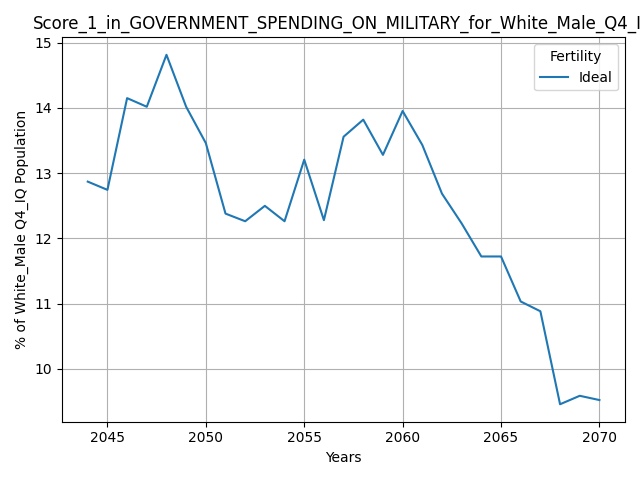 Score_1_in_GOVERNMENT_SPENDING_ON_MILITARY_for_White_Male_Q4_I
15
14
13
12
11
10
% of White_Male Q4_IQ Population
Fertility
Ideal
2045 2050 2055 2060 2065 2070
Years